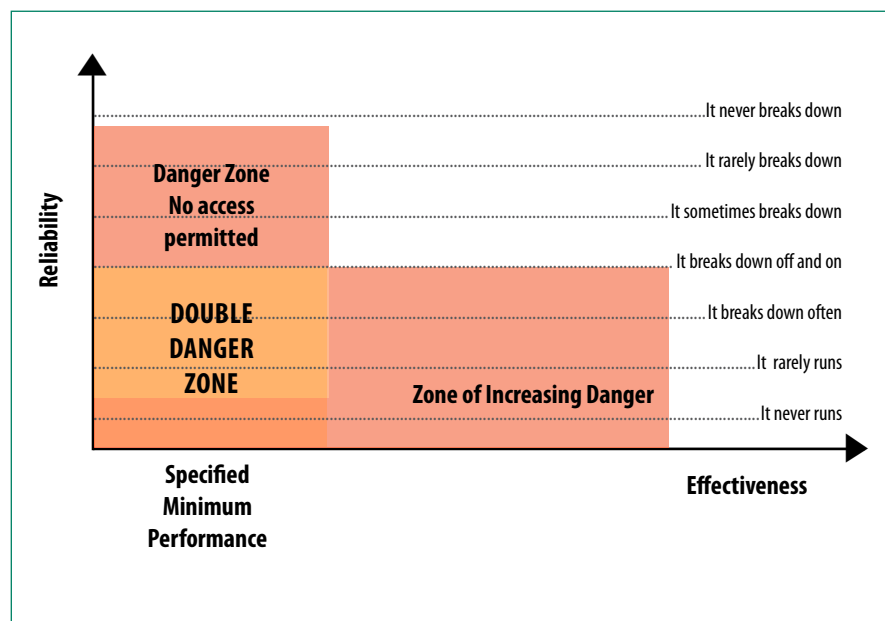 It never breaks down
It rarely breaks down
Danger Zone
No access
permitted
It sometimes breaks down
Reliability
It breaks down off and on
DOUBLE
DANGER
ZONE
It breaks down often
It rarely runs
Zone of Increasing Danger
It never runs
Specified
Minimum
Performance
Effectiveness